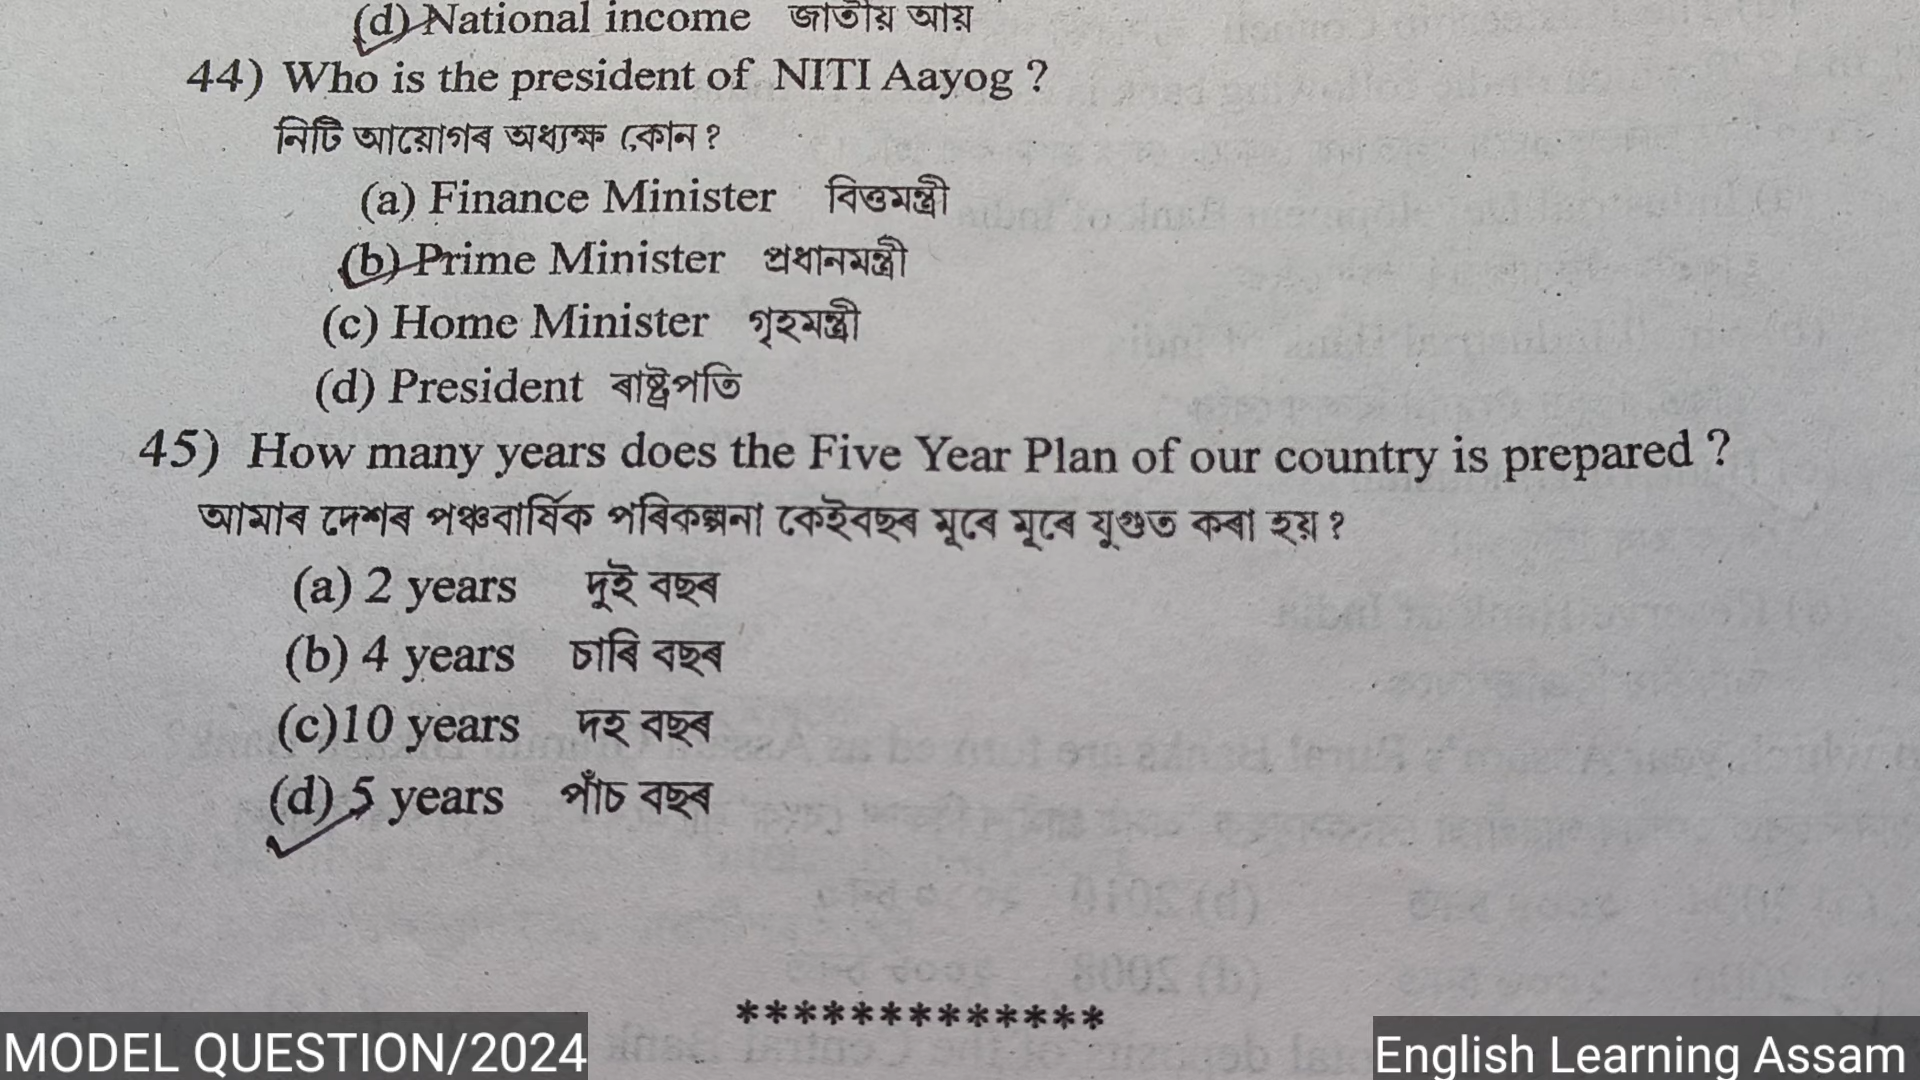 (d) National income জাতীয় আয়
44) Who is the president of NITI Aayog ?
নিটি আয়োগৰ অধ্যক্ষ কোন ?
(a) Finance Minister বিত্তমন্ত্ৰী
(b) Prime Minister প্ৰধানমন্ত্ৰী
(c) Home Minister গৃহমন্ত্ৰী
(d) President ৰাষ্ট্ৰপতি
45) How many years does the Five Year Plan of our country is prepared ?
আমাৰ দেশৰ পঞ্চবাৰ্ষিক পৰিকল্পনা কেইবছৰ মূৰে মূৰে যুগুত কৰা হয় ?
(a) 2 years দুই বছৰ
(b) 4 years চাৰি বছৰ
(c)10 years দহ বছৰ
(d) 5 years পাঁচ বছৰ
*************
MODEL QUESTION/2024
English Learning Assam